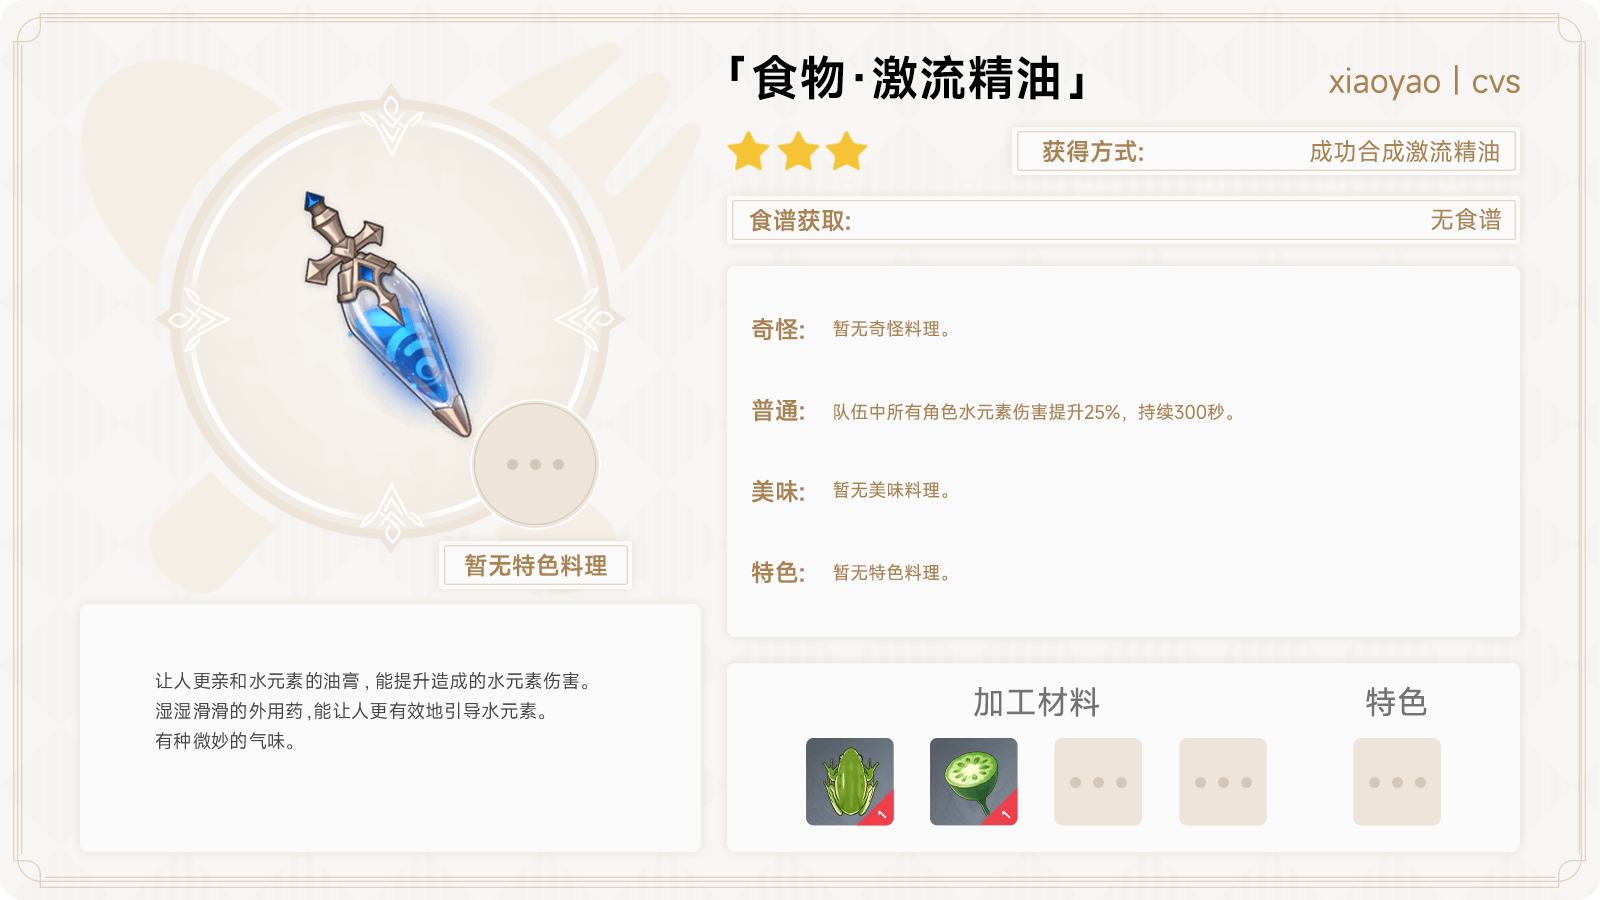 「食物·激流精油」
xiaoyao | cvs
获得方式: 成功合成激流精油
食谱获取: 无食谱
奇怪: 暂无奇怪料理。
普通: 队伍中所有角色水元素伤害提升25%，持续300秒。
美味: 暂无美味料理。
特色: 暂无特色料理。
暂无特色料理
让人更亲和水元素的油膏,能提升造成的水元素伤害。
湿湿滑滑的外用药,能让人更有效地引导水元素。
有种微妙的气味。
加工材料 特色
1 1